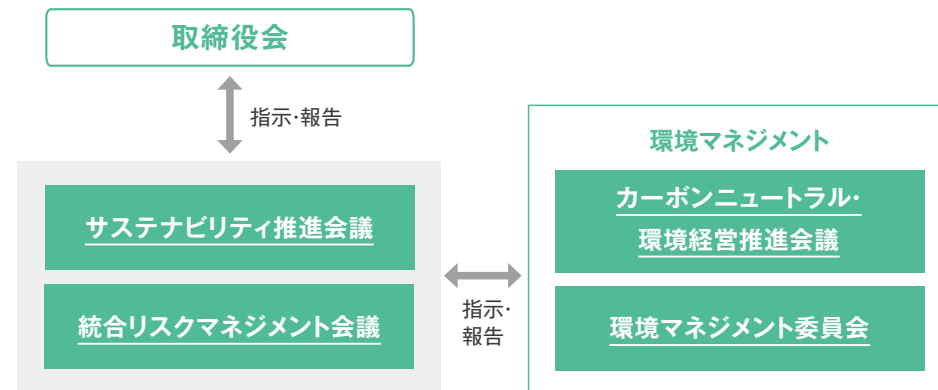 取締役会
指示・報告
サステナビリティ推進会議
統合リスクマネジメント会議
指示・
報告
環境マネジメント
カーボンニュートラル・
環境経営推進会議
環境マネジメント委員会